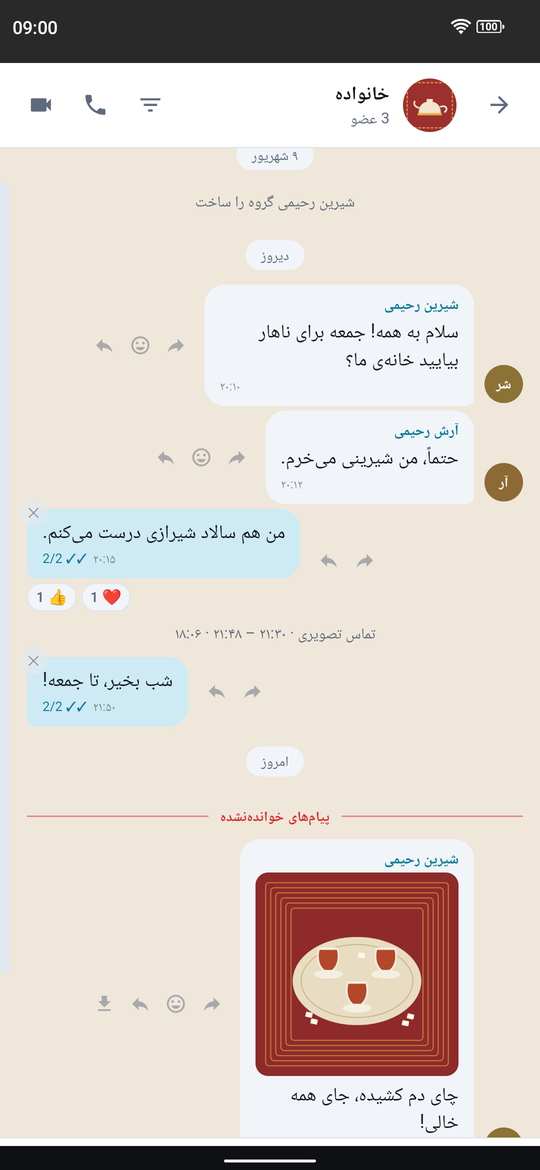 09:00
100
خانواده
3 عضو
۹ شهریور
شیرین رحیمی گروه را ساخت
دیروز
شیرین رحیمی
سلام به همه! جمعه برای ناهار
بیایید خانه‌ی ما؟
۲۰:۱۰
شر
آرش رحیمی
حتماً، من شیرینی می‌خرم.
۲۰:۱۲
آر
من هم سالاد شیرازی درست می‌کنم.
۲۰:۱۵ ✓✓ 2/2
❤️ 1 👍 1
تماس تصویری · ۲۱:۳۰ – ۲۱:۴۸ · ۱۸:۰۶
شب بخیر، تا جمعه!
۲۱:۵۰ ✓✓ 2/2
امروز
پیام‌های خوانده‌نشده
شیرین رحیمی
چای دم کشیده، جای همه
خالی!